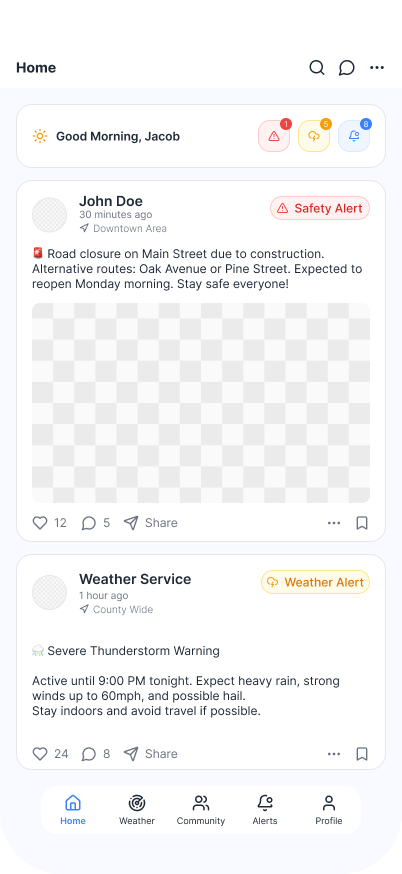 Home
Good Morning, Jacob
1
5
8
John Doe
30 minutes ago
Downtown Area
Safety Alert
🚨 Road closure on Main Street due to construction.
Alternative routes: Oak Avenue or Pine Street. Expected to
reopen Monday morning. Stay safe everyone!
12
5
Share
Weather Service
1 hour ago
County Wide
Weather Alert
⛈️ Severe Thunderstorm Warning
Active until 9:00 PM tonight. Expect heavy rain, strong
winds up to 60mph, and possible hail.
Stay indoors and avoid travel if possible.
24
8
Share
Home
Weather
Community
Alerts
Profile